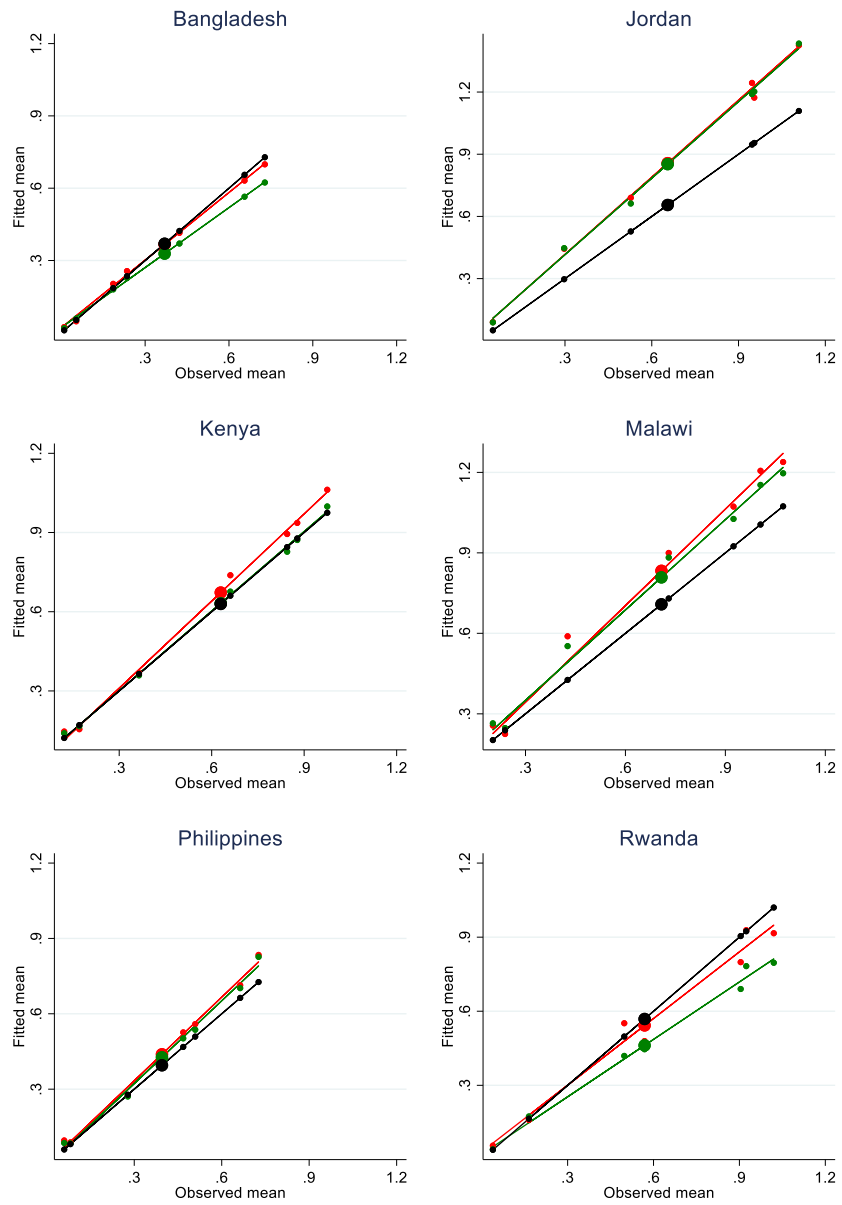 Bangladesh
Fitted mean
1.2
.9
.6
.3
.3 .6 .9 1.2
Observed mean
Jordan
Fitted mean
1.2
.9
.6
.3
.3 .6 .9 1.2
Observed mean
Kenya
Fitted mean
1.2
.9
.6
.3
.3 .6 .9 1.2
Observed mean
Malawi
Fitted mean
1.2
.9
.6
.3
.3 .6 .9 1.2
Observed mean
Philippines
Fitted mean
1.2
.9
.6
.3
.3 .6 .9 1.2
Observed mean
Rwanda
Fitted mean
1.2
.9
.6
.3
.3 .6 .9 1.2
Observed mean